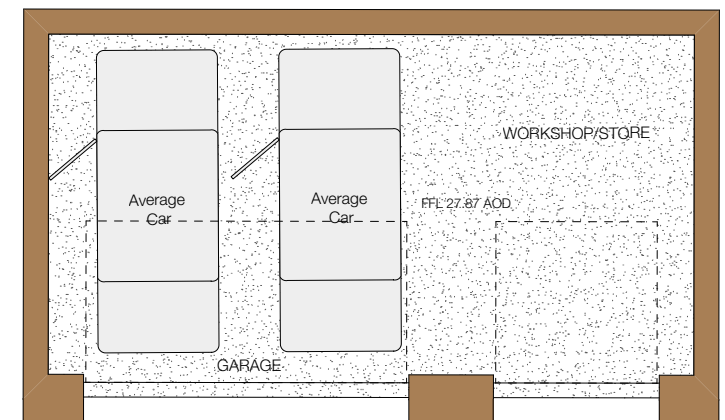 WORKSHOP/STORE
Average
Car
Average
Car
FFL 27.87 AOD
GARAGE